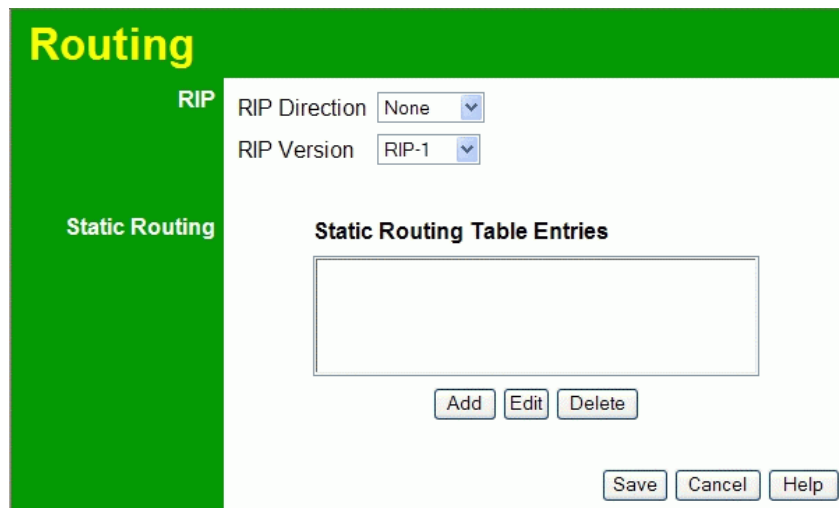 Routing
RIP
RIP Direction None
RIP Version RIP-1
Static Routing
Static Routing Table Entries
Add Edit Delete
Save Cancel Help